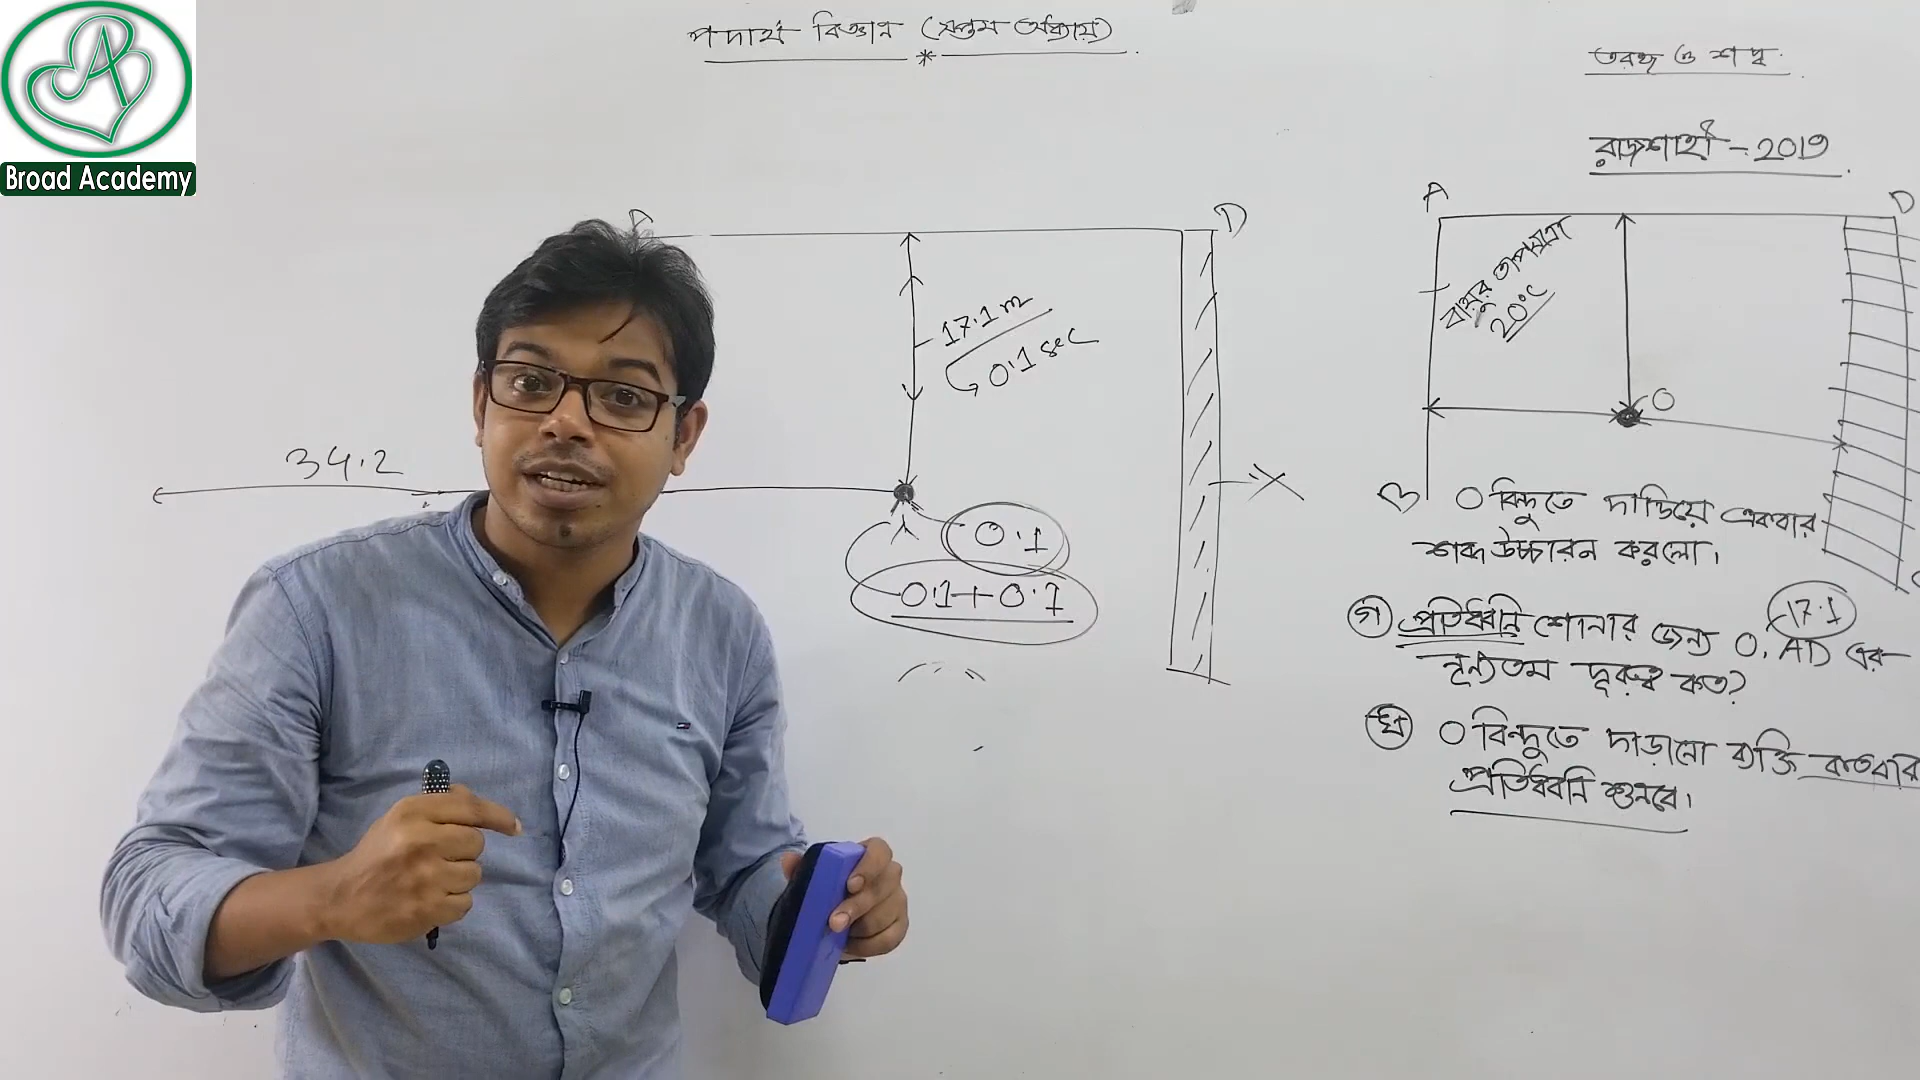 Broad Academy
পদার্থ বিজ্ঞান (সপ্তম অধ্যায়)
তরঙ্গ ও শব্দ
রাজশাহী - 2019
A
D
বায়ুর তাপমাত্রা
20°C
O
B
O বিন্দুতে দাড়িয়ে একবার
শব্দ উচ্চারন করলো।
17.1
গ প্রতিধ্বনি শোনার জন্য O, AD এর
নূন্যতম দূরত্ব কত?
ঘ O বিন্দুতে দাড়ানো ব্যক্তি কতবার
প্রতিধ্বনি শুনবে।
D
17.1 m
0.1 sec
34.2
0.1
0.1+0.1